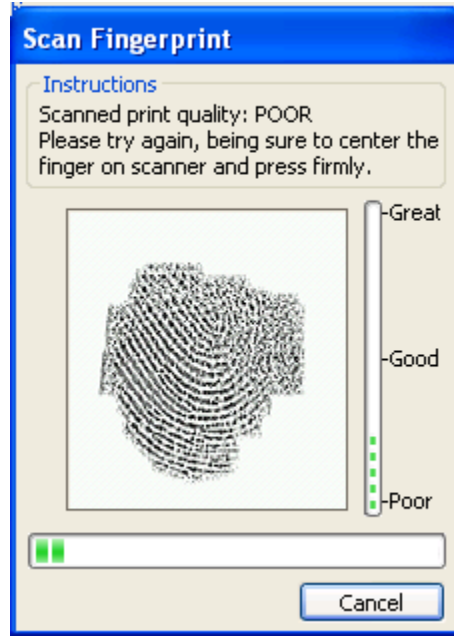 Scan Fingerprint
Instructions
Scanned print quality: POOR
Please try again, being sure to center the
finger on scanner and press firmly.
-Great
-Good
-Poor
Cancel